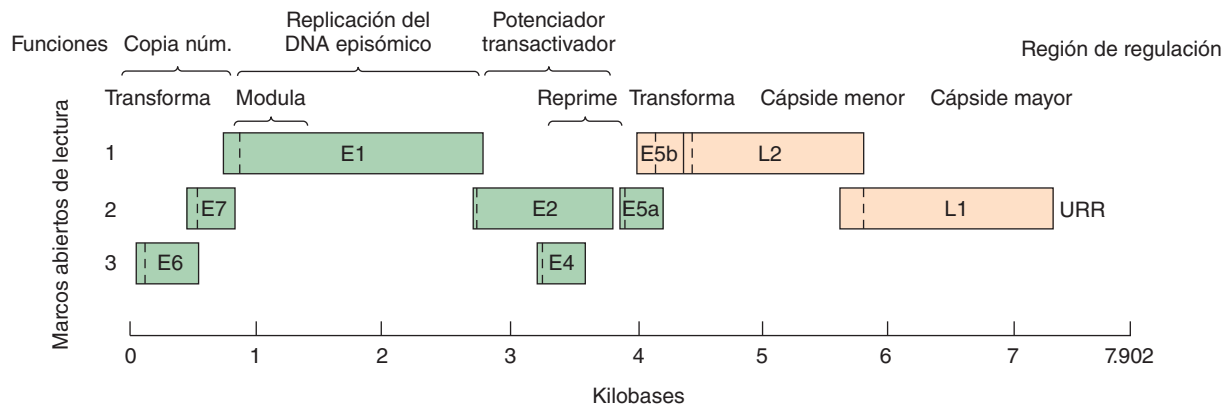 Replicación del
DNA episómico
Potenciador
transactivador
Funciones
Copia núm.
Región de regulación
Transforma
Modula
Reprime
Transforma
Cápside menor
Cápside mayor
Marcos abiertos de lectura
1
E1
E5b
L2
2
E7
E2
E5a
L1
URR
3
E6
E4
0
1
2
3
4
5
6
7
7.902
Kilobases